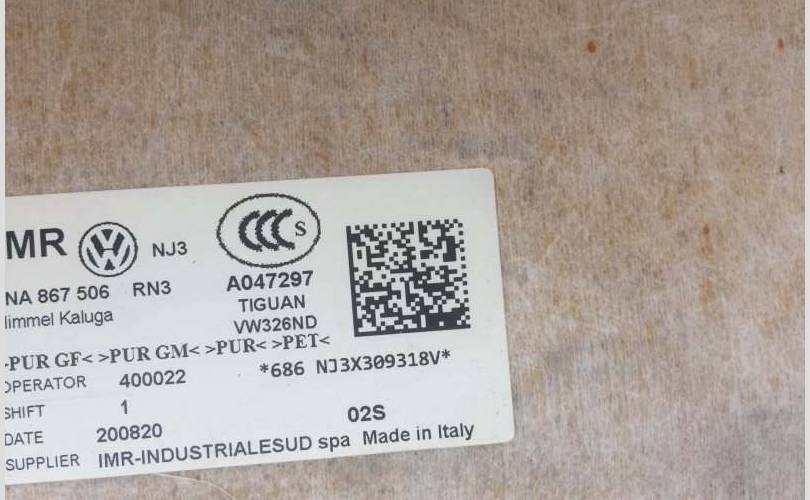 MR NJ3 S
NA 867 506 RN3 A047297
immel Kaluga TIGUAN
VW326ND
PUR GF< >PUR GM< >PUR< >PET<
OPERATOR 400022 *686 NJ3X309318V*
SHIFT 1
DATE 200820 02S
SUPPLIER IMR-INDUSTRIALESUD spa Made in Italy